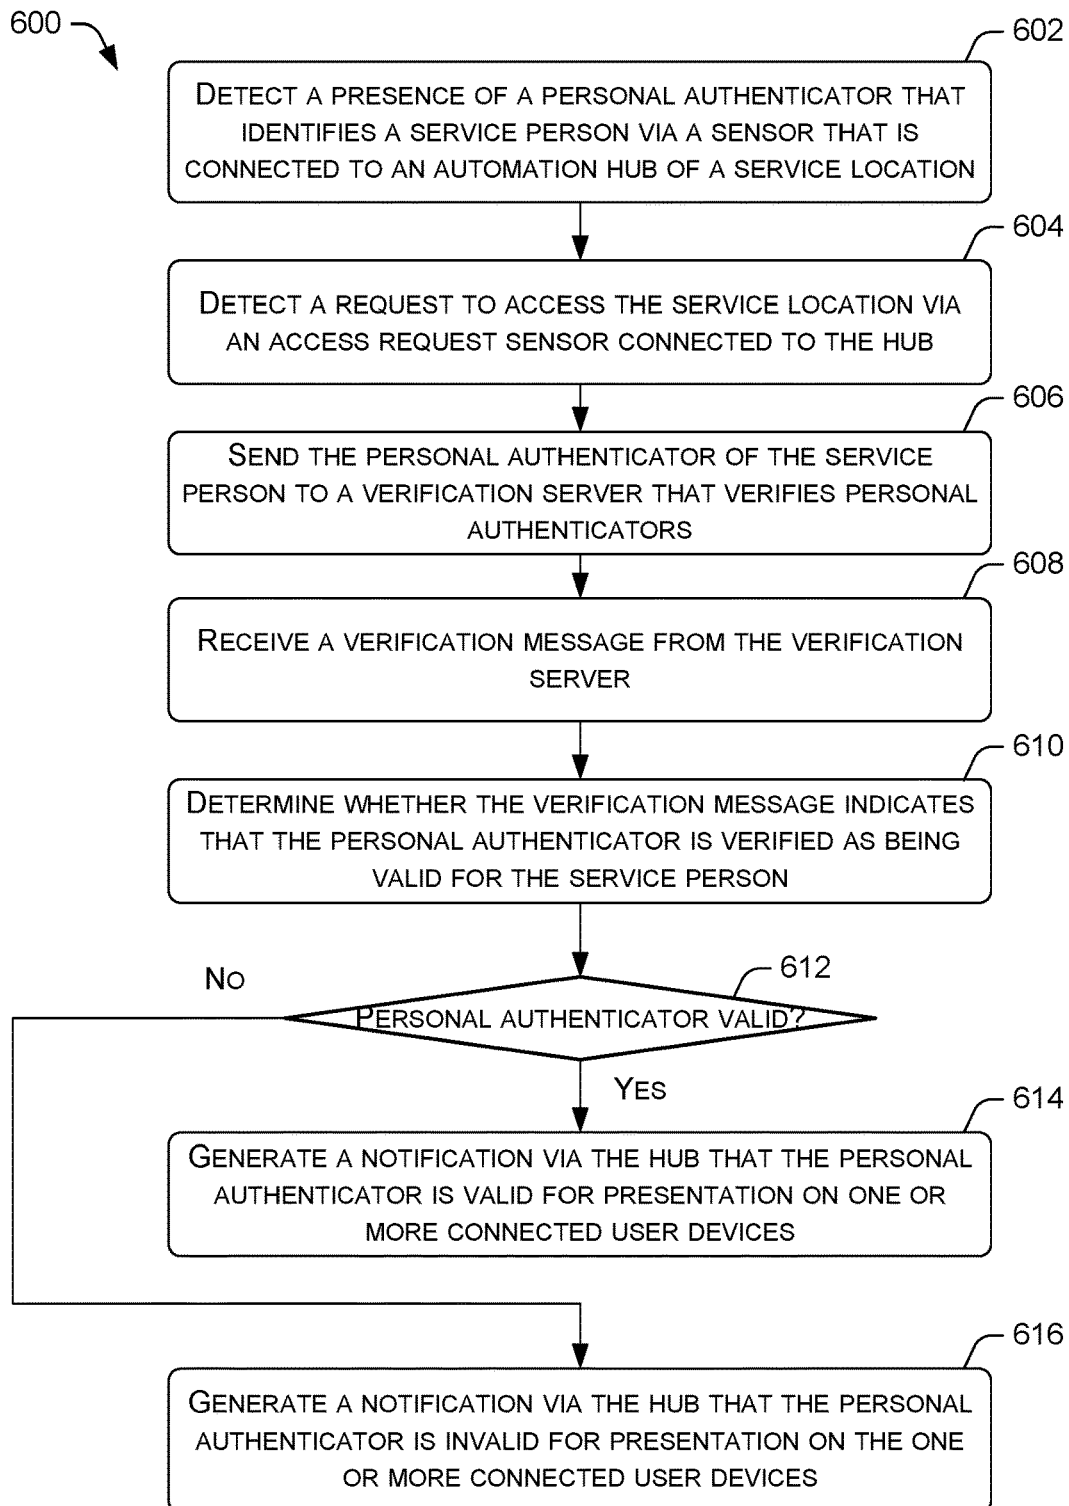 600
602
DETECT A PRESENCE OF A PERSONAL AUTHENTICATOR THAT
IDENTIFIES A SERVICE PERSON VIA A SENSOR THAT IS
CONNECTED TO AN AUTOMATION HUB OF A SERVICE LOCATION
604
DETECT A REQUEST TO ACCESS THE SERVICE LOCATION VIA
AN ACCESS REQUEST SENSOR CONNECTED TO THE HUB
606
SEND THE PERSONAL AUTHENTICATOR OF THE SERVICE
PERSON TO A VERIFICATION SERVER THAT VERIFIES PERSONAL
AUTHENTICATORS
608
RECEIVE A VERIFICATION MESSAGE FROM THE VERIFICATION
SERVER
610
DETERMINE WHETHER THE VERIFICATION MESSAGE INDICATES
THAT THE PERSONAL AUTHENTICATOR IS VERIFIED AS BEING
VALID FOR THE SERVICE PERSON
612
NO
PERSONAL AUTHENTICATOR VALID?
YES
614
GENERATE A NOTIFICATION VIA THE HUB THAT THE PERSONAL
AUTHENTICATOR IS VALID FOR PRESENTATION ON ONE OR
MORE CONNECTED USER DEVICES
616
GENERATE A NOTIFICATION VIA THE HUB THAT THE PERSONAL
AUTHENTICATOR IS INVALID FOR PRESENTATION ON THE ONE
OR MORE CONNECTED USER DEVICES